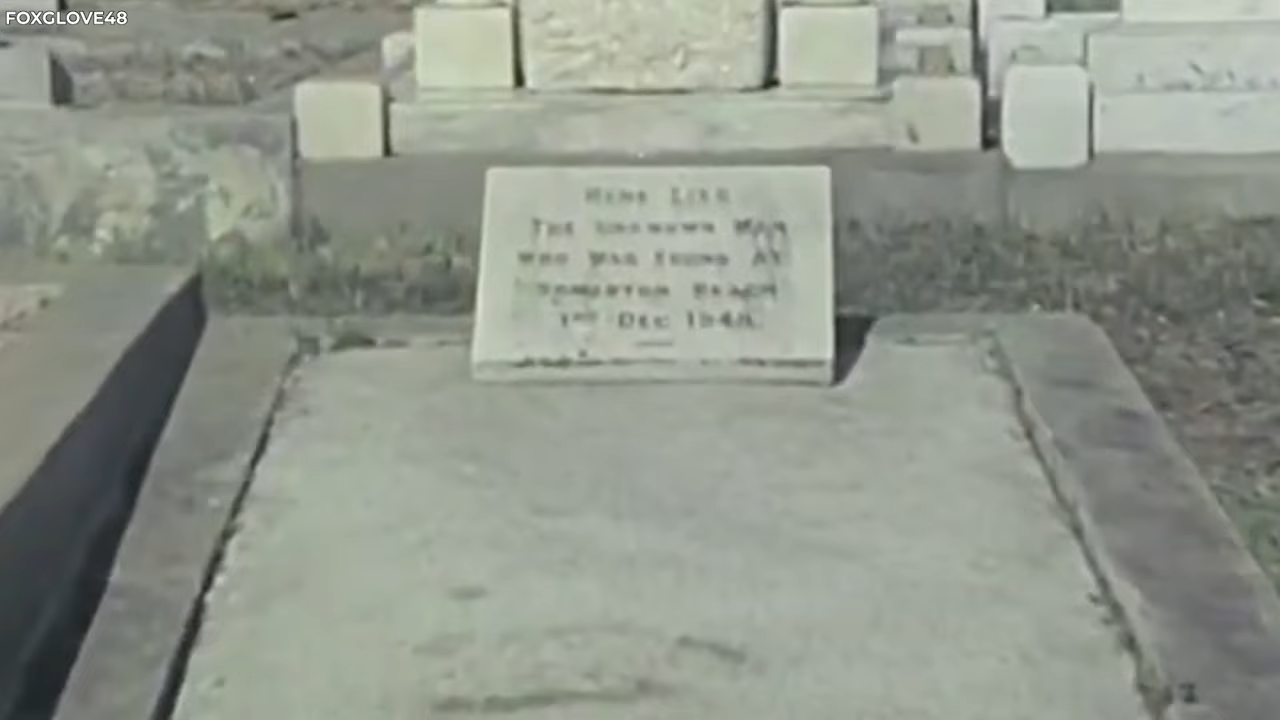 FOXGLOVE48
HERE LIES
THE UNKNOWN MAN
WHO WAS FOUND AT
SOMERTON BEACH
1ST DEC 1948.